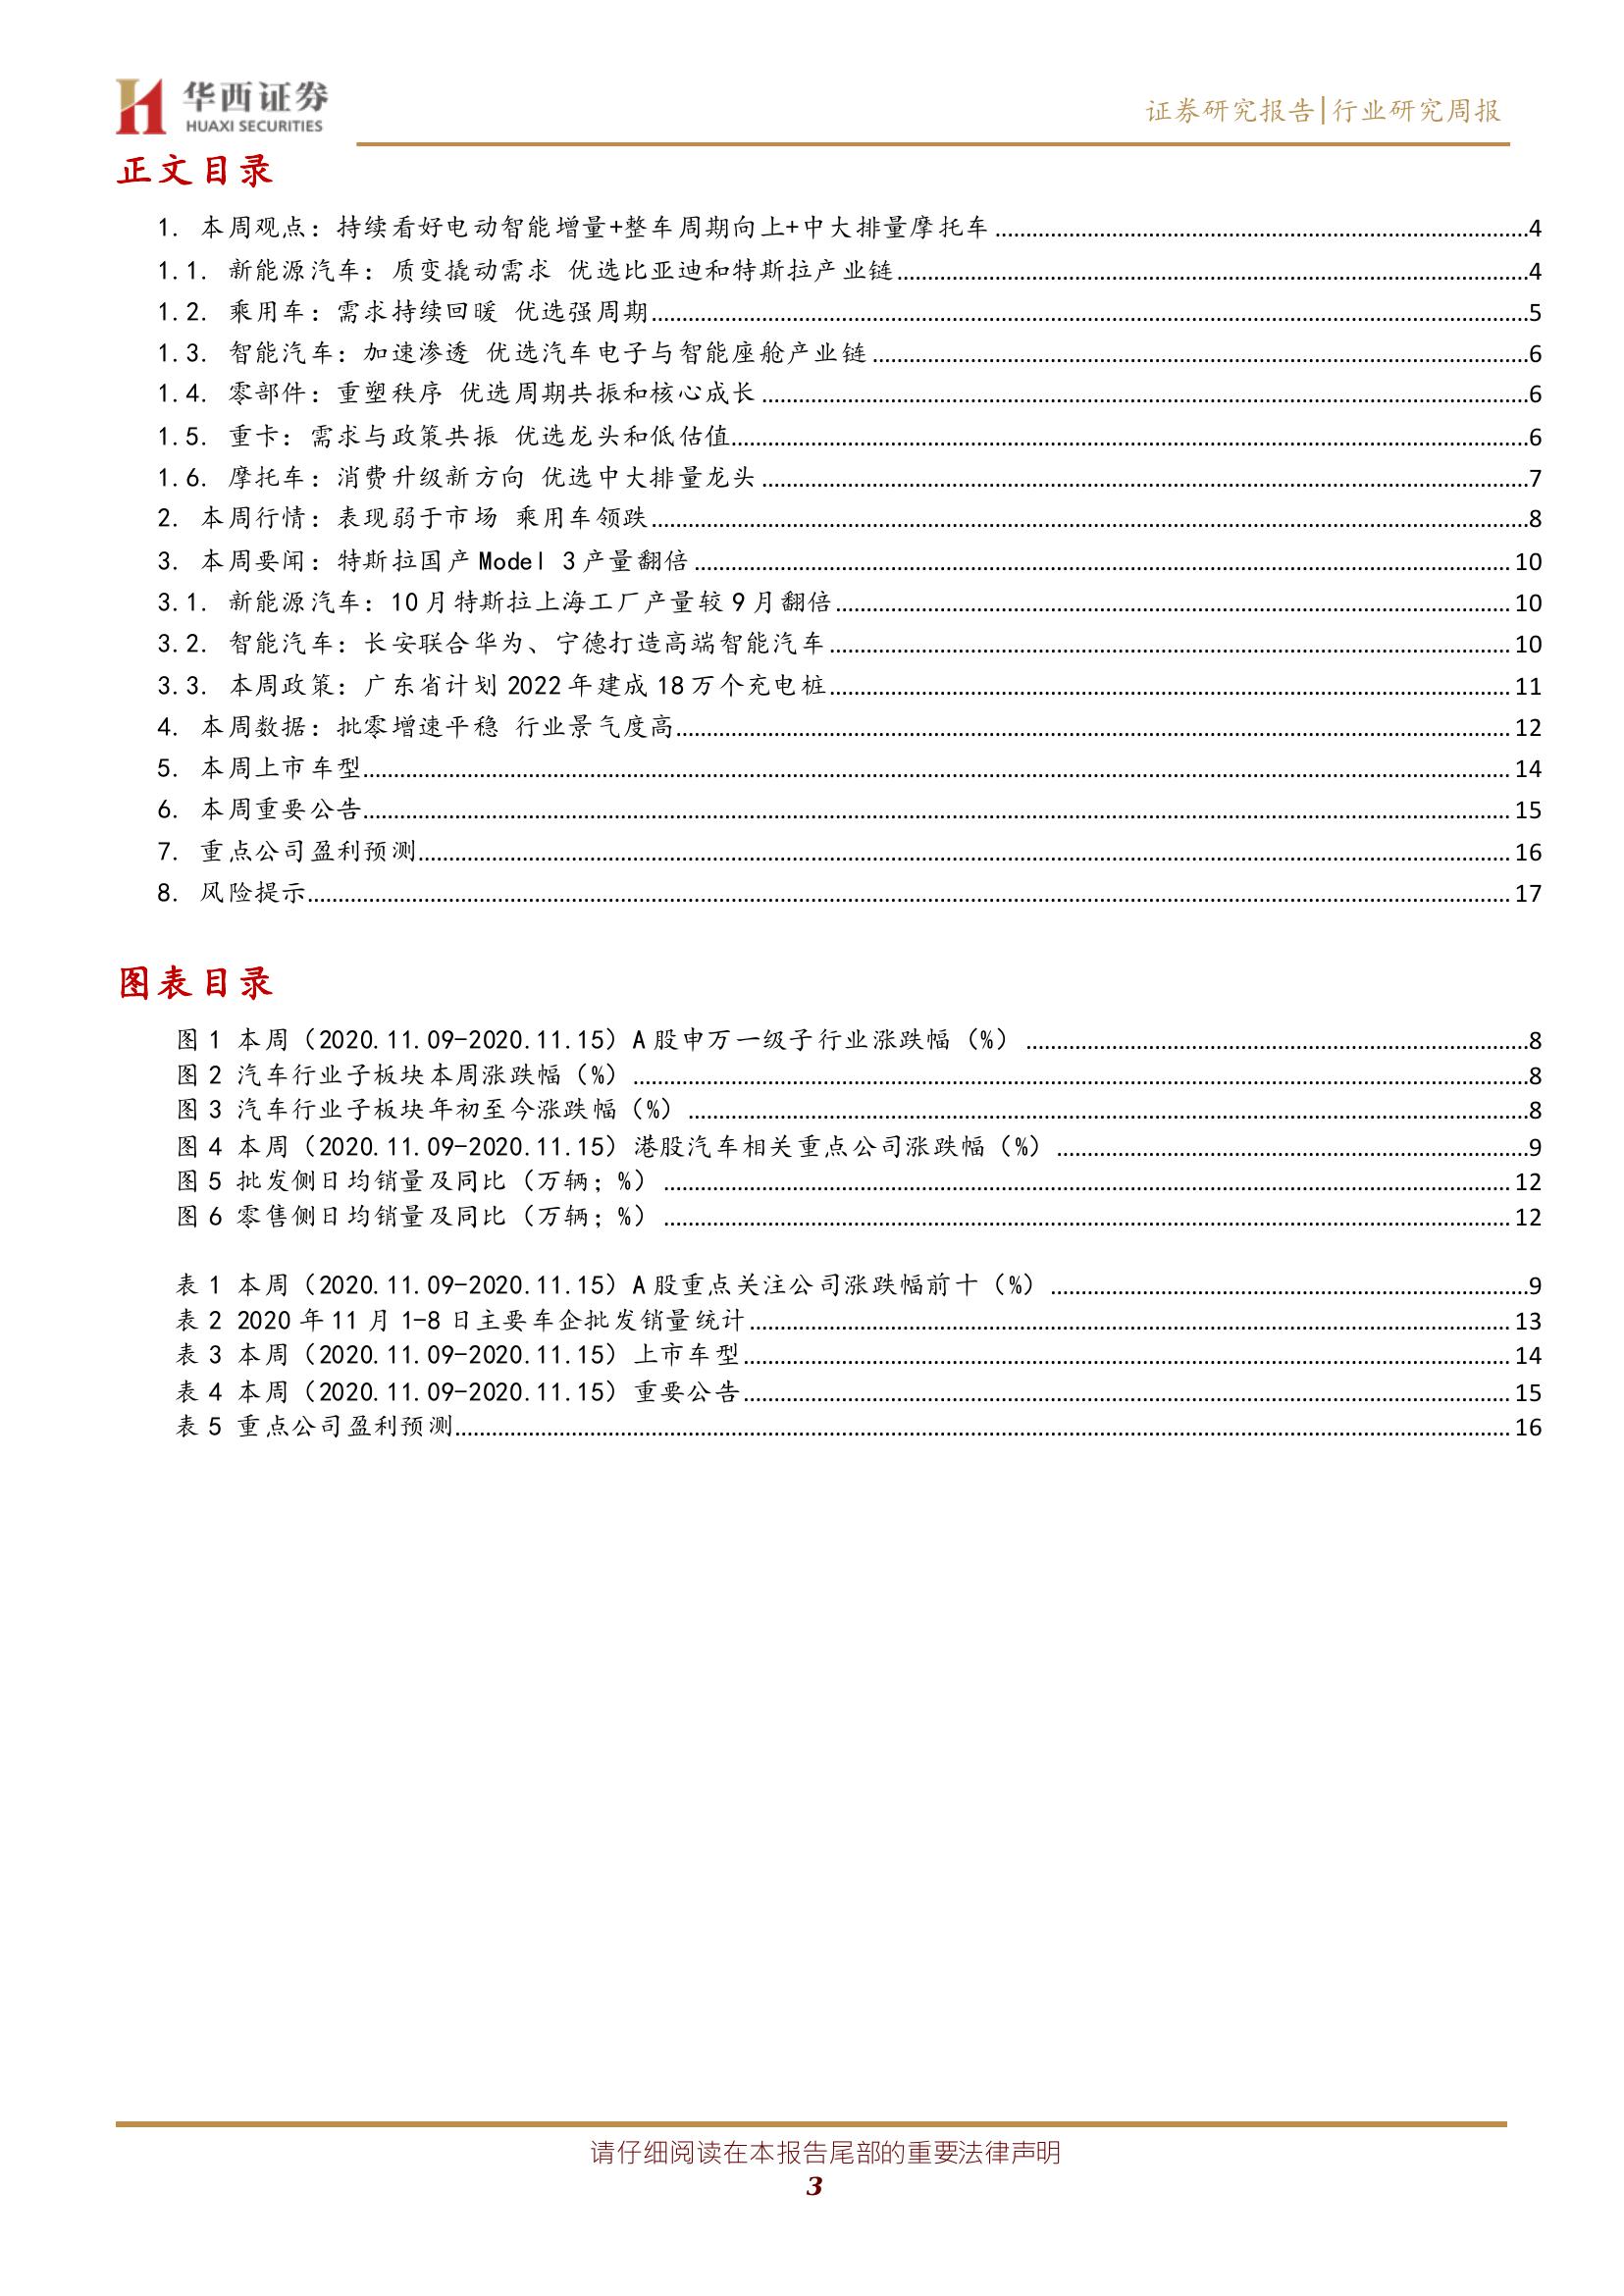 华西证券
HUAXI SECURITIES
证券研究报告|行业研究周报
正文目录
1. 本周观点：持续看好电动智能增量+整车周期向上+中大排量摩托车 4
1.1. 新能源汽车：质变撬动需求 优选比亚迪和特斯拉产业链 4
1.2. 乘用车：需求持续回暖 优选强周期 5
1.3. 智能汽车：加速渗透 优选汽车电子与智能座舱产业链 6
1.4. 零部件：重塑秩序 优选周期共振和核心成长 6
1.5. 重卡：需求与政策共振 优选龙头和低估值 6
1.6. 摩托车：消费升级新方向 优选中大排量龙头 7
2. 本周行情：表现弱于市场 乘用车领跌 8
3. 本周要闻：特斯拉国产 Model 3 产量翻倍 10
3.1. 新能源汽车：10 月特斯拉上海工厂产量较 9 月翻倍 10
3.2. 智能汽车：长安联合华为、宁德打造高端智能汽车 10
3.3. 本周政策：广东省计划 2022 年建成 18 万个充电桩 11
4. 本周数据：批零增速平稳 行业景气度高 12
5. 本周上市车型 14
6. 本周重要公告 15
7. 重点公司盈利预测 16
8. 风险提示 17
图表目录
图 1 本周（2020.11.09-2020.11.15）A 股申万一级子行业涨跌幅（%） 8
图 2 汽车行业子板块本周涨跌幅（%） 8
图 3 汽车行业子板块年初至今涨跌幅（%） 8
图 4 本周（2020.11.09-2020.11.15）港股汽车相关重点公司涨跌幅（%） 9
图 5 批发侧日均销量及同比（万辆；%） 12
图 6 零售侧日均销量及同比（万辆；%） 12
表 1 本周（2020.11.09-2020.11.15）A 股重点关注公司涨跌幅前十（%） 9
表 2 2020 年 11 月 1-8 日主要车企批发销量统计 13
表 3 本周（2020.11.09-2020.11.15）上市车型 14
表 4 本周（2020.11.09-2020.11.15）重要公告 15
表 5 重点公司盈利预测 16
请仔细阅读在本报告尾部的重要法律声明
3